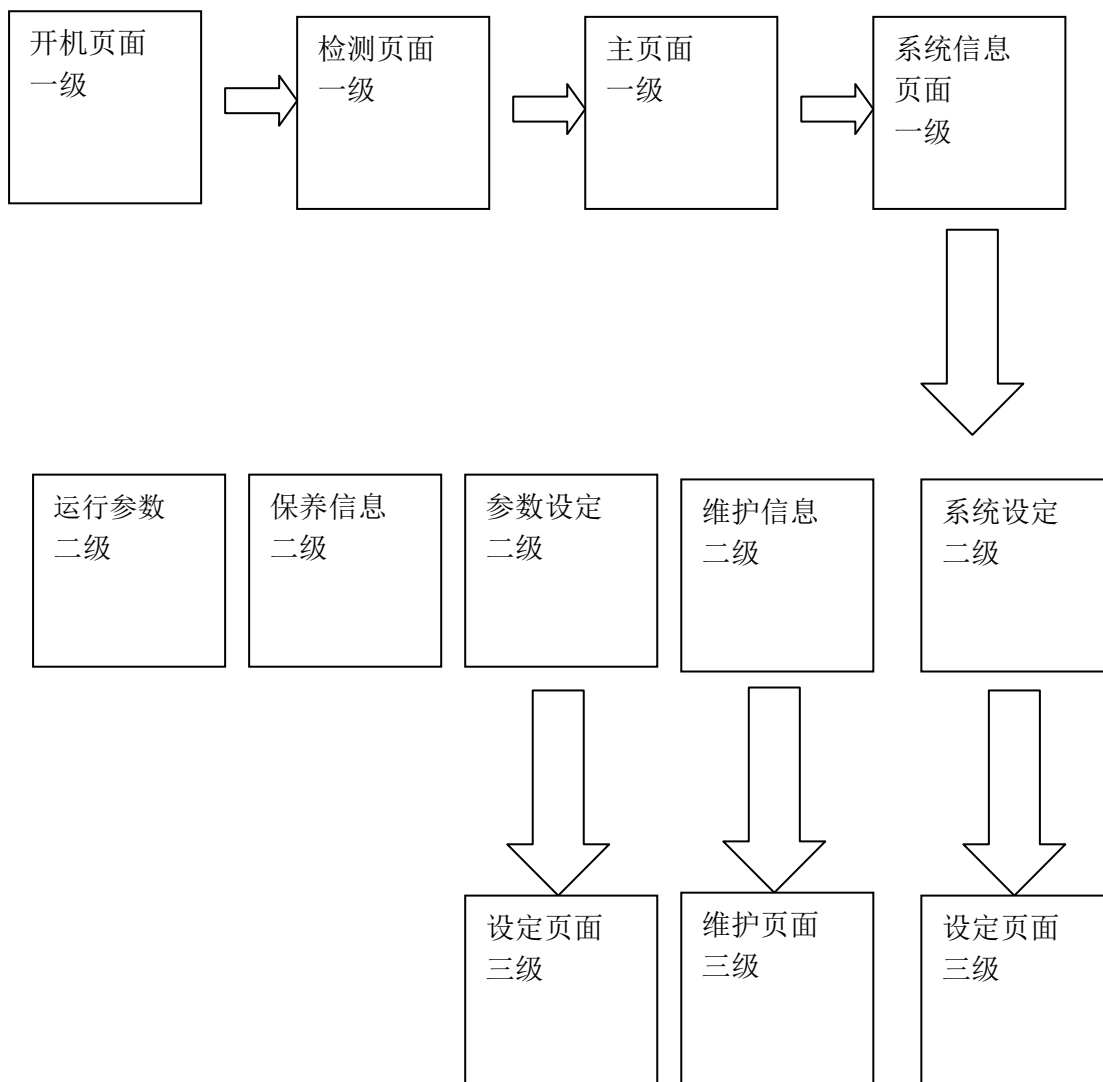 开机页面
一级
检测页面
一级
主页面
一级
系统信息
页面
一级
运行参数
二级
保养信息
二级
参数设定
二级
维护信息
二级
系统设定
二级
设定页面
三级
维护页面
三级
设定页面
三级